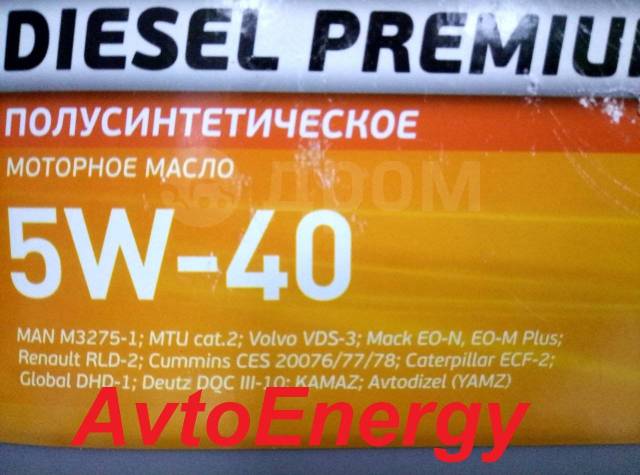 DIESEL PREMIUM
ПОЛУСИНТЕТИЧЕСКОЕ
МОТОРНОЕ МАСЛО
ДООМ
5W-40
MAN M3275-1; MTU cat.2; Volvo VDS-3; Mack EO-N, EO-M Plus;
Renault RLD-2; Cummins CES 20076/77/78; Caterpillar ECF-2;
Global DHD-1; Deutz DQC III-10; KAMAZ; Avtodizel (YAMZ)
AvtoEnergy